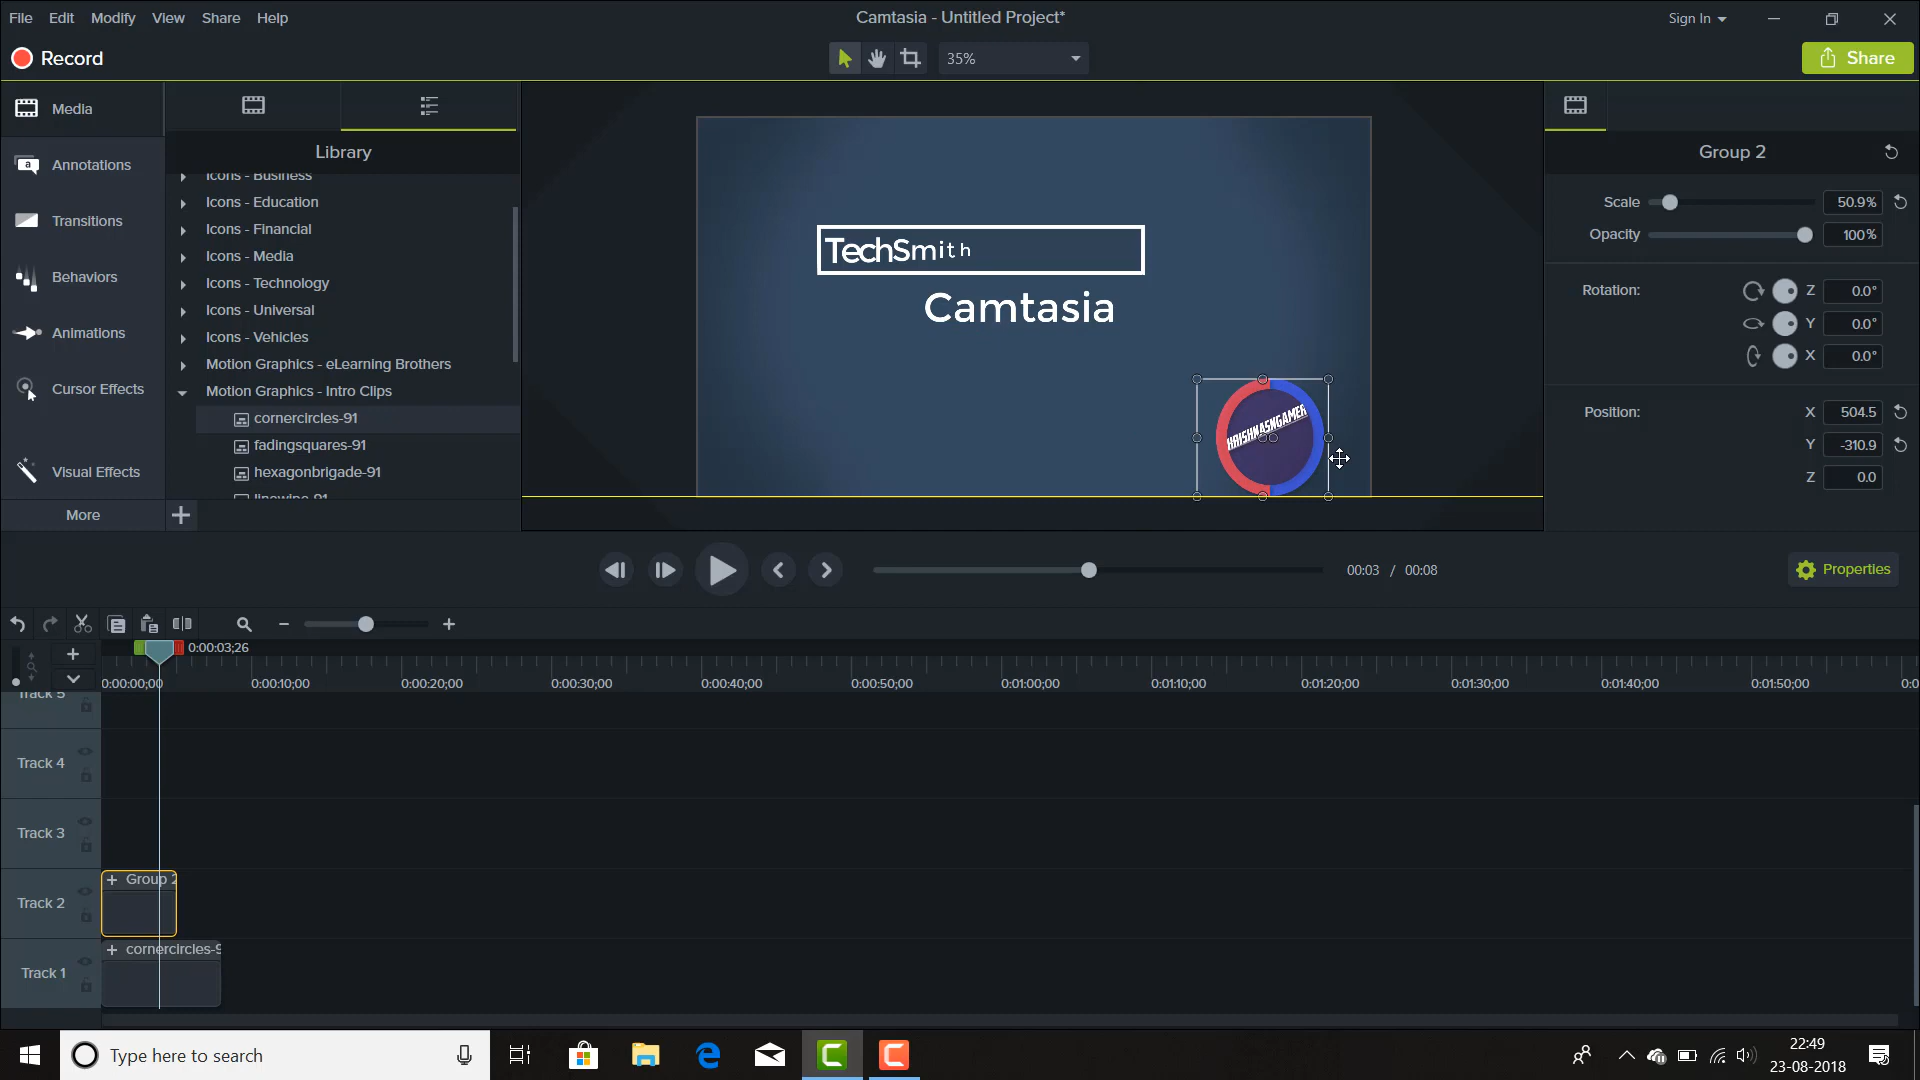 File Edit Modify View Share Help
Camtasia - Untitled Project*
Sign In
Record
35%
Share
Media
Annotations
Transitions
Behaviors
Animations
Cursor Effects
Visual Effects
More
Library
Icons - Business
Icons - Education
Icons - Financial
Icons - Media
Icons - Technology
Icons - Universal
Icons - Vehicles
Motion Graphics - eLearning Brothers
Motion Graphics - Intro Clips
cornercircles-91
fadingsquares-91
hexagonbrigade-91
linewipe-91
TechSmith
Camtasia
KRISHNASNGAMER
Group 2
Scale 50.9%
Opacity 100%
Rotation: Z 0.0°
Y 0.0°
X 0.0°
Position: X 504.5
Y -310.9
Z 0.0
00:03 / 00:08
Properties
0:00:03;26
0:00:00;00 0:00:10;00 0:00:20;00 0:00:30;00 0:00:40;00 0:00:50;00 0:01:00;00 0:01:10;00 0:01:20;00 0:01:30;00 0:01:40;00 0:01:50;00 0:0
Track 5
Track 4
Track 3
Track 2
Group 2
Track 1
cornercircles-9
Type here to search
22:49
23-08-2018